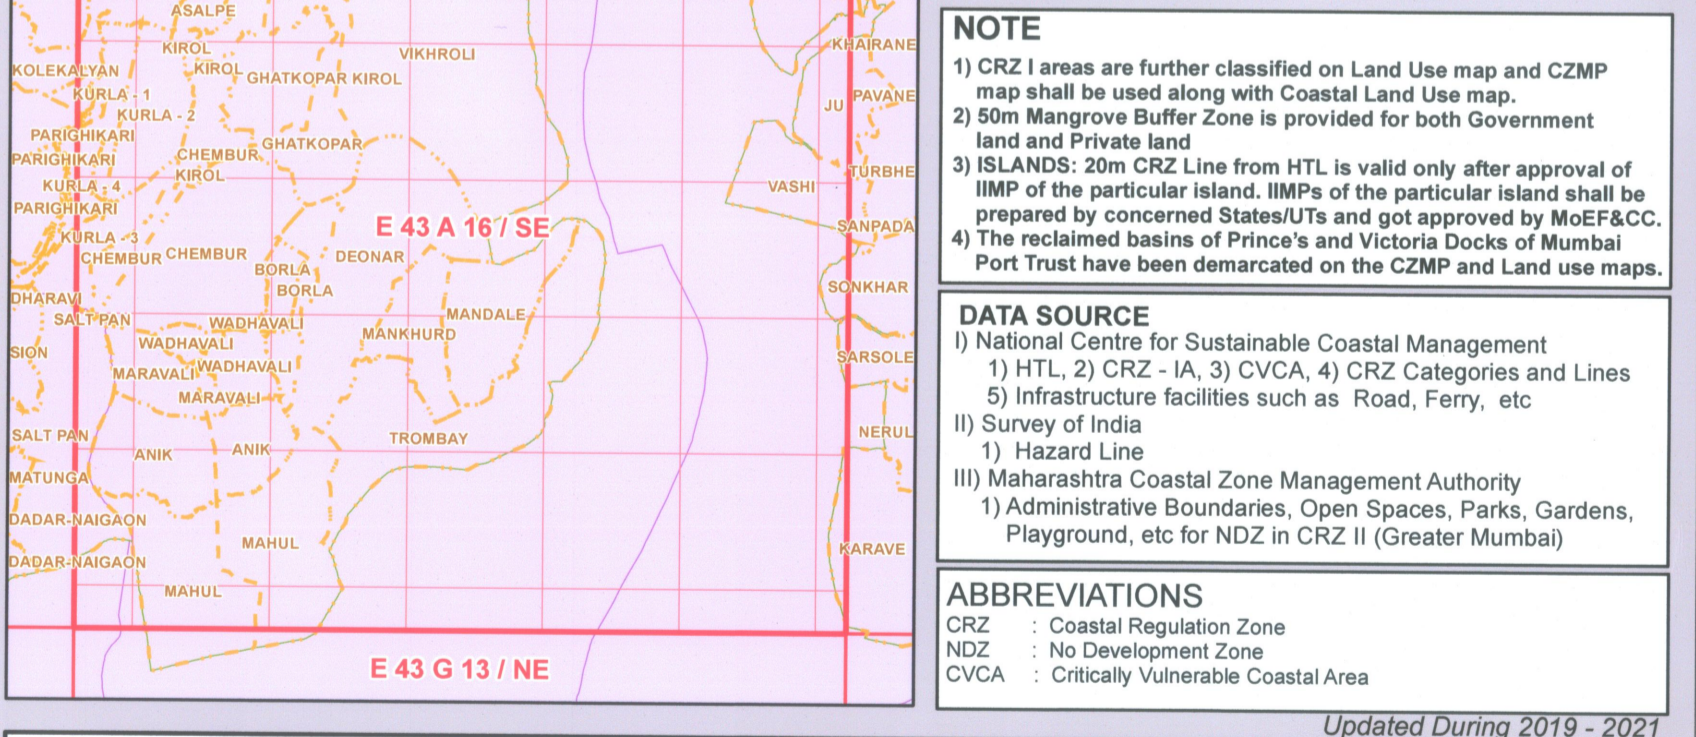 ASALPE
KIROL
VIKHROLI
KHAIRANE
KOLEKALYAN
KIROL
GHATKOPAR KIROL
KURLA - 1
JU
PAVANE
KURLA - 2
PARIGHIKARI
GHATKOPAR
CHEMBUR
PARIGHIKARI
KIROL
TURBHE
KURLA - 4
VASHI
PARIGHIKARI
E 43 A 16 / SE
SANPADA
KURLA - 3
CHEMBUR
CHEMBUR
DEONAR
BORLA
BORLA
SONKHAR
DHARAVI
SALT PAN
WADHAVALI
MANDALE
WADHAVALI
MANKHURD
SION
SARSOLE
MARAVALI
WADHAVALI
MARAVALI
SALT PAN
TROMBAY
NERUL
ANIK
ANIK
MATUNGA
DADAR-NAIGAON
MAHUL
KARAVE
DADAR-NAIGAON
MAHUL
E 43 G 13 / NE
NOTE
1) CRZ I areas are further classified on Land Use map and CZMP
map shall be used along with Coastal Land Use map.
2) 50m Mangrove Buffer Zone is provided for both Government
land and Private land
3) ISLANDS: 20m CRZ Line from HTL is valid only after approval of
IIMP of the particular island. IIMPs of the particular island shall be
prepared by concerned States/UTs and got approved by MoEF&CC.
4) The reclaimed basins of Prince's and Victoria Docks of Mumbai
Port Trust have been demarcated on the CZMP and Land use maps.
DATA SOURCE
I) National Centre for Sustainable Coastal Management
1) HTL, 2) CRZ - IA, 3) CVCA, 4) CRZ Categories and Lines
5) Infrastructure facilities such as Road, Ferry, etc
II) Survey of India
1) Hazard Line
III) Maharashtra Coastal Zone Management Authority
1) Administrative Boundaries, Open Spaces, Parks, Gardens,
Playground, etc for NDZ in CRZ II (Greater Mumbai)
ABBREVIATIONS
CRZ : Coastal Regulation Zone
NDZ : No Development Zone
CVCA : Critically Vulnerable Coastal Area
Updated During 2019 - 2021